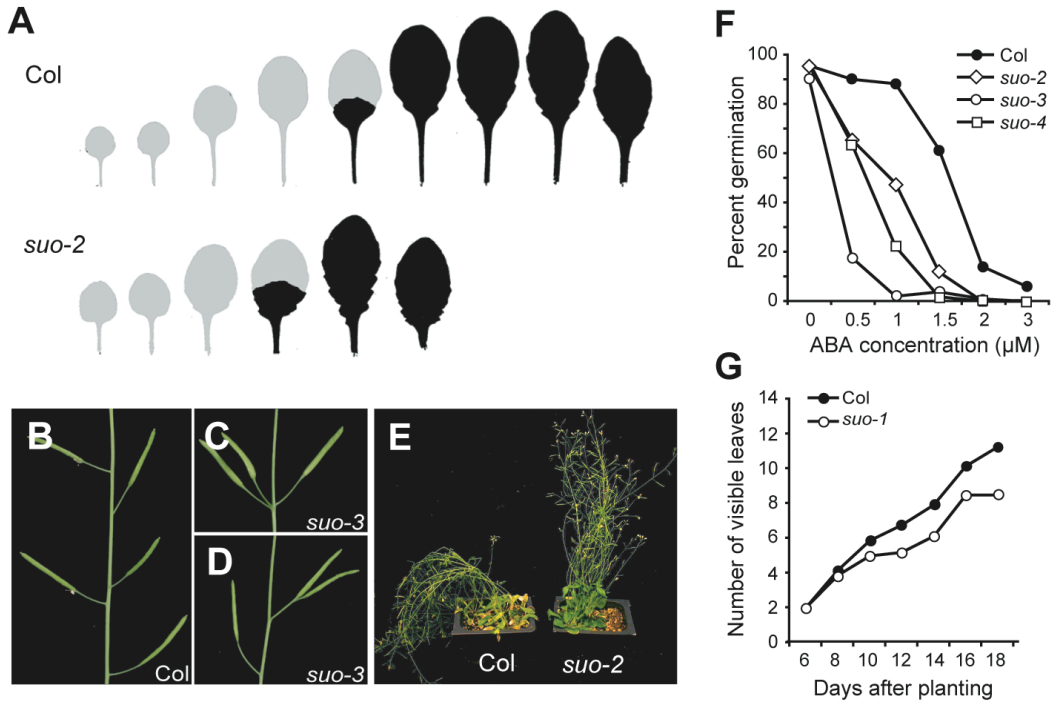 A
Col
suo-2
B
Col
C
suo-3
D
suo-3
E
Col
suo-2
F
Col
suo-2
suo-3
suo-4
Percent germination
100
80
60
40
20
0
0 0.5 1 1.5 2 3
ABA concentration (µM)
G
Col
suo-1
Number of visible leaves
14
12
10
8
6
4
2
0
6 8 10 12 14 16 18
Days after planting